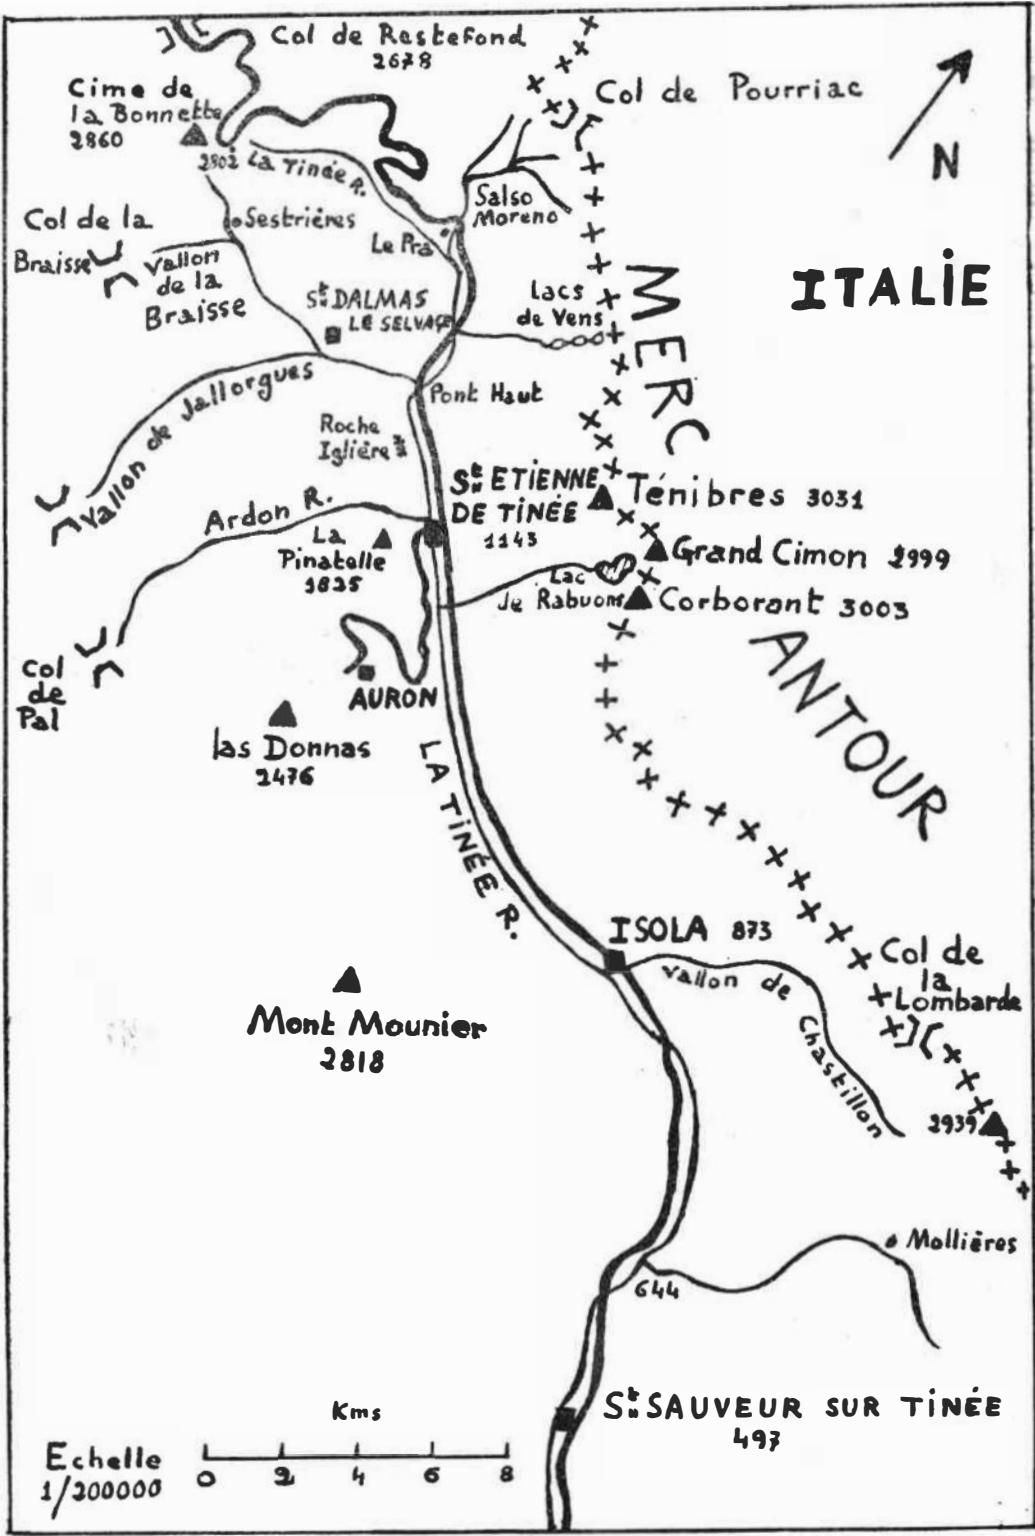 Col de Restefond
2678
Cime de
la Bonnette
2860
2802
La Tinée R.
Col de Pourriac
N
Salso
Moreno
Sestrières
Le Pra
Col de la
Braisse
Vallon
de la
Braisse
St DALMAS
LE SELVAGE
lacs
de Vens
ITALIE
MERCANTOUR
Vallon de Jallorgues
Pont Haut
Roche
Iglière
St ETIENNE
DE TINÉE
1143
Ténibres 3031
Ardon R.
La
Pinatelle
1825
Grand Cimon 2999
Lac
de Rabuons
Corborant 3003
Col
de
Pal
AURON
las Donnas
2476
LA TINÉE R.
ISOLA 873
Vallon de
Chastillon
Col de
la
Lombarde
Mont Mounier
2818
2939
Mollières
644
St SAUVEUR SUR TINÉE
497
Kms
Echelle
1/200000
0 2 4 6 8